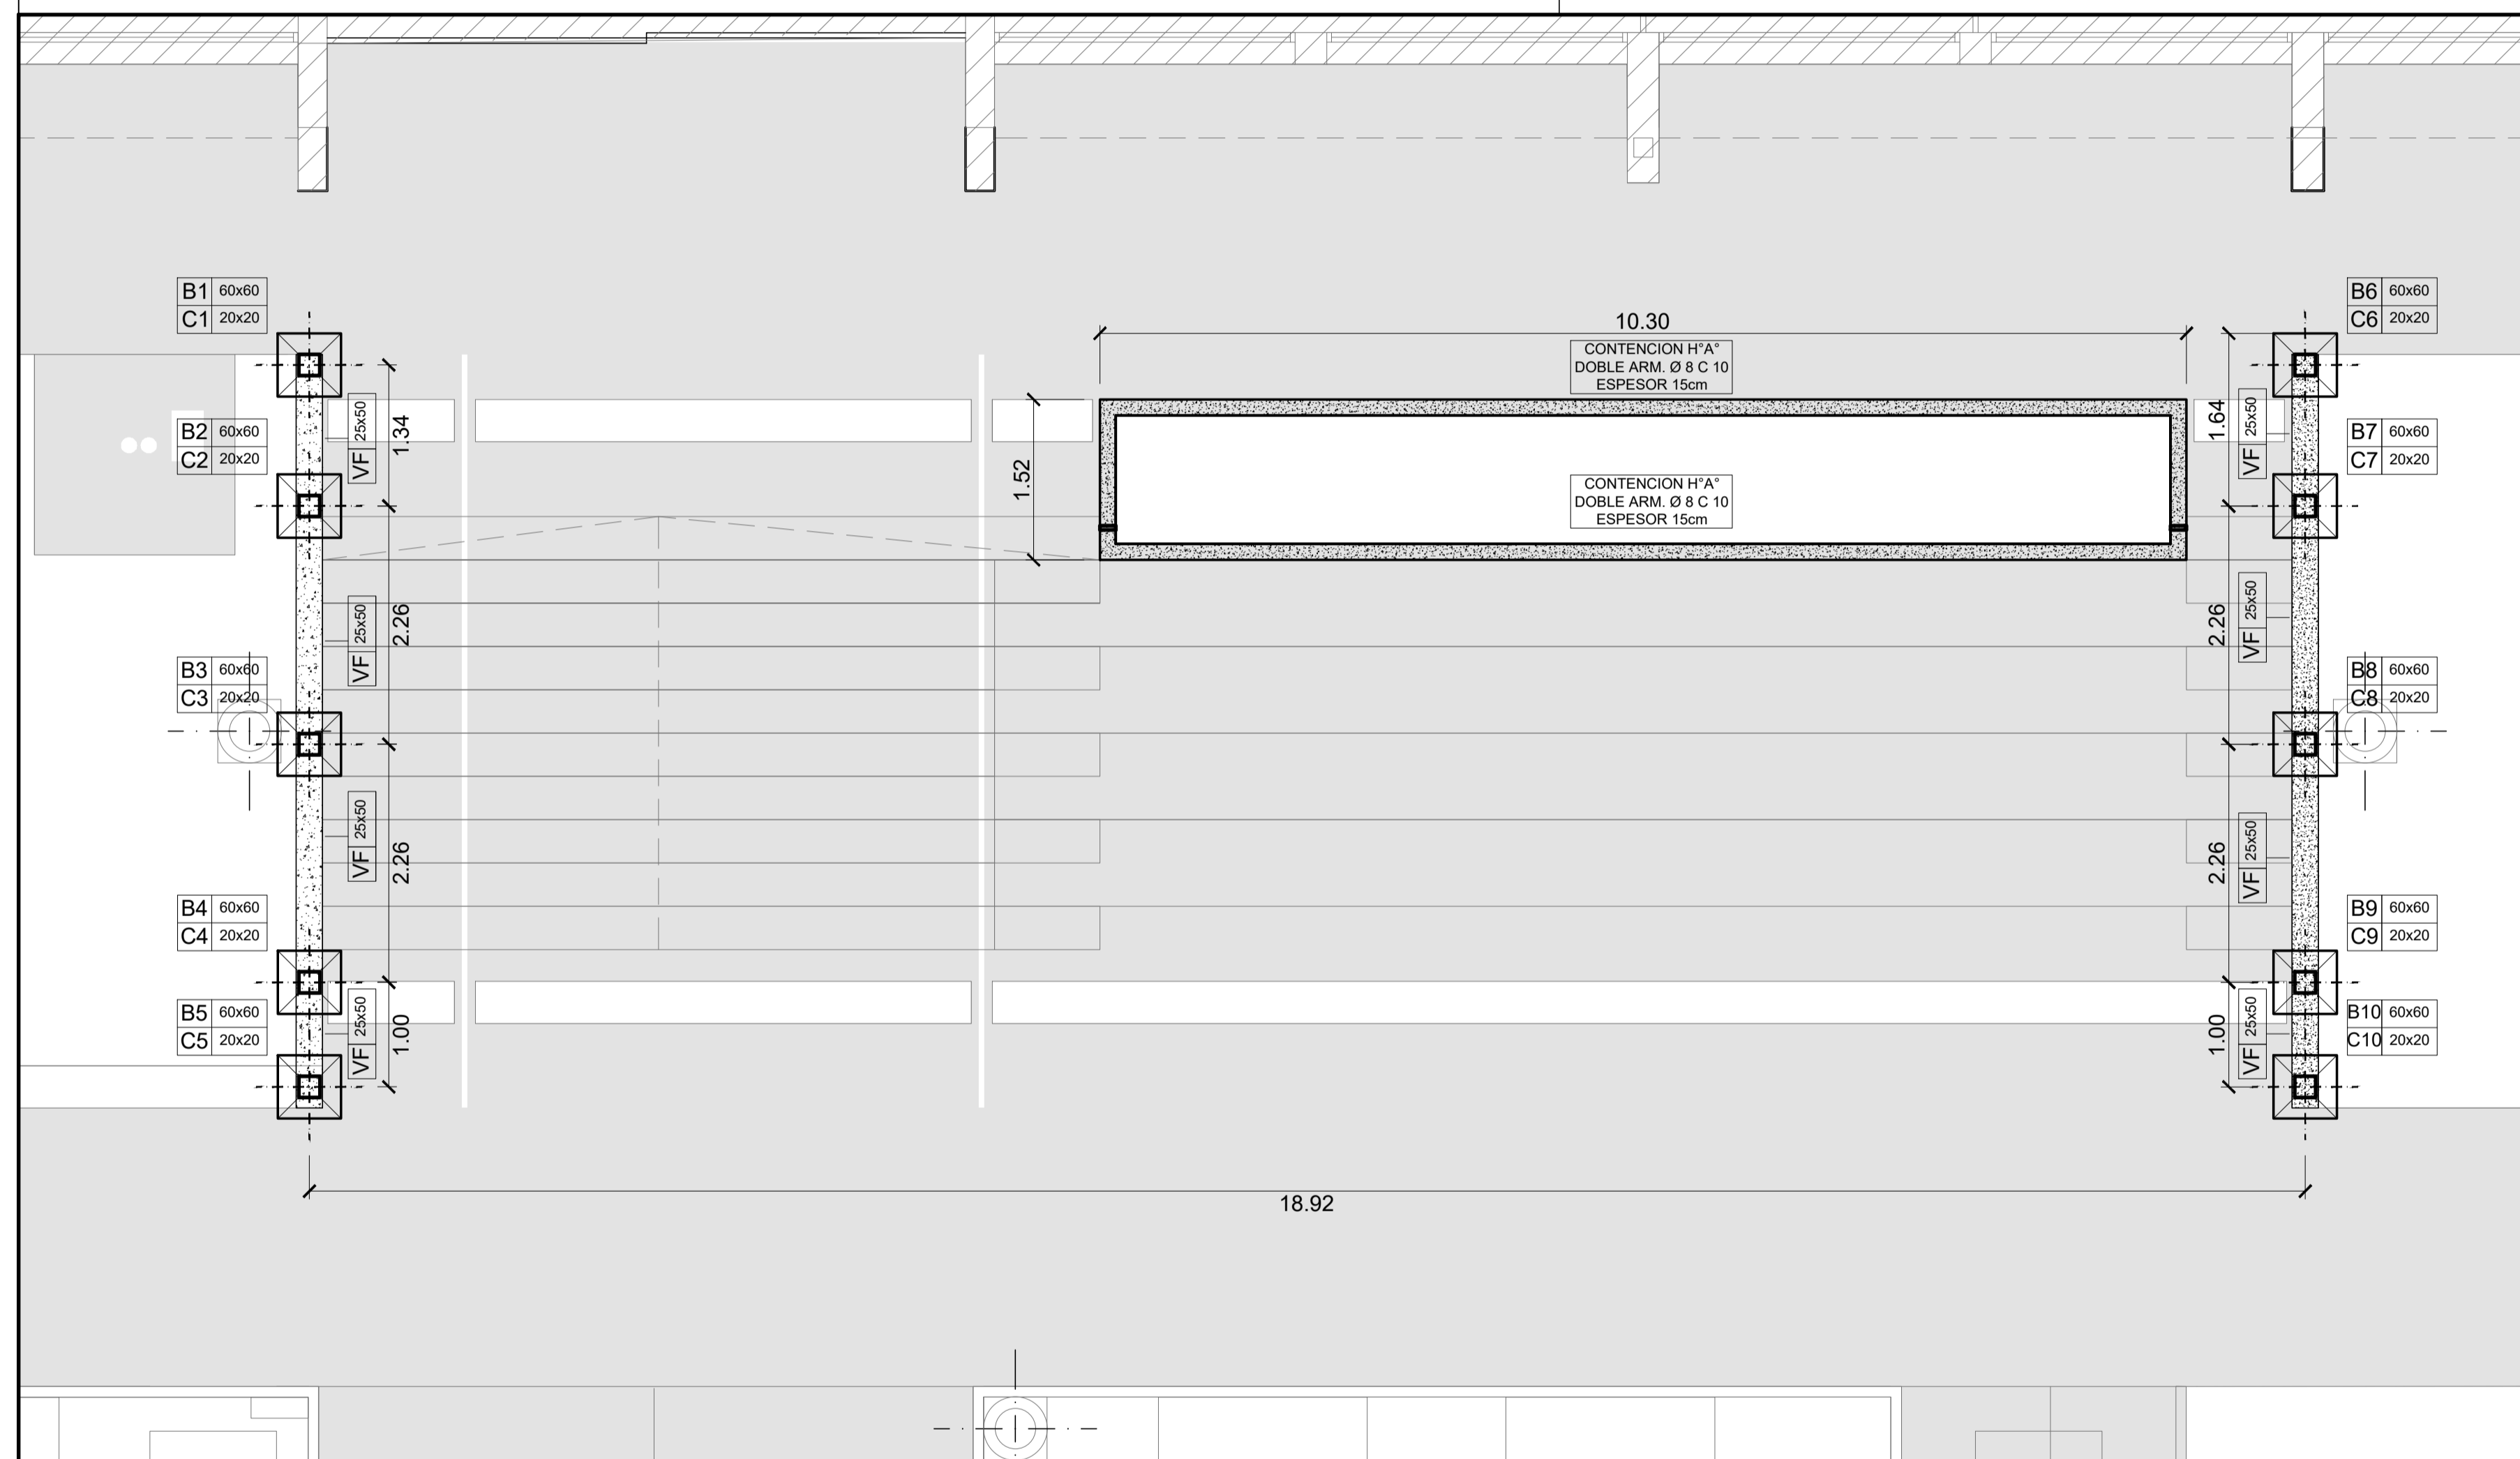 B1 60x60
C1 20x20
B6 60x60
C6 20x20
10.30
CONTENCION H°A°
DOBLE ARM. Ø 8 C 10
ESPESOR 15cm
VF 25x50
1.34
1.64
VF 25x50
B2 60x60
C2 20x20
B7 60x60
C7 20x20
1.52
CONTENCION H°A°
DOBLE ARM. Ø 8 C 10
ESPESOR 15cm
VF 25x50
2.26
2.26
VF 25x50
B3 60x60
C3 20x20
B8 60x60
C8 20x20
VF 25x50
2.26
2.26
VF 25x50
B4 60x60
C4 20x20
B9 60x60
C9 20x20
B5 60x60
C5 20x20
VF 25x50
1.00
1.00
VF 25x50
B10 60x60
C10 20x20
18.92